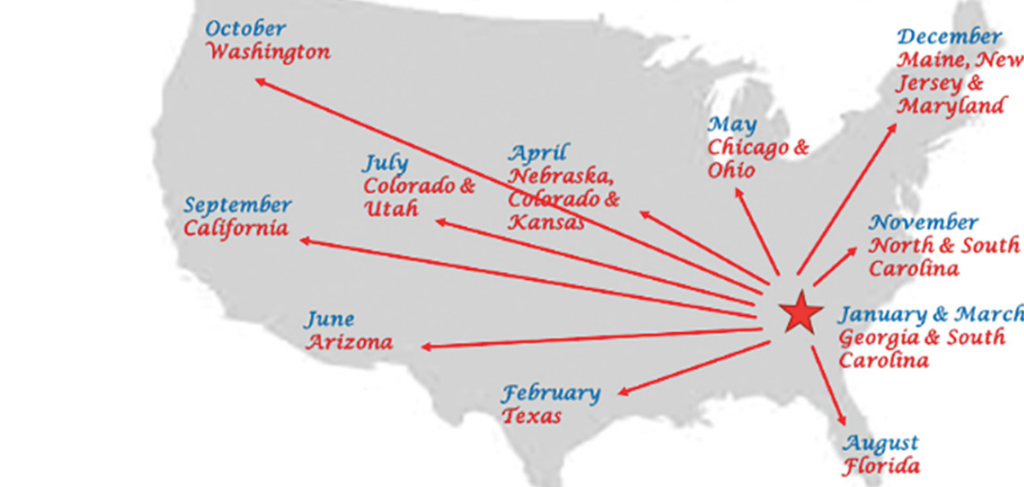 October
Washington
December
Maine, New
Jersey &
Maryland
May
Chicago &
Ohio
April
Nebraska,
Colorado &
Kansas
July
Colorado &
Utah
September
California
November
North & South
Carolina
January & March
Georgia & South
Carolina
June
Arizona
February
Texas
August
Florida